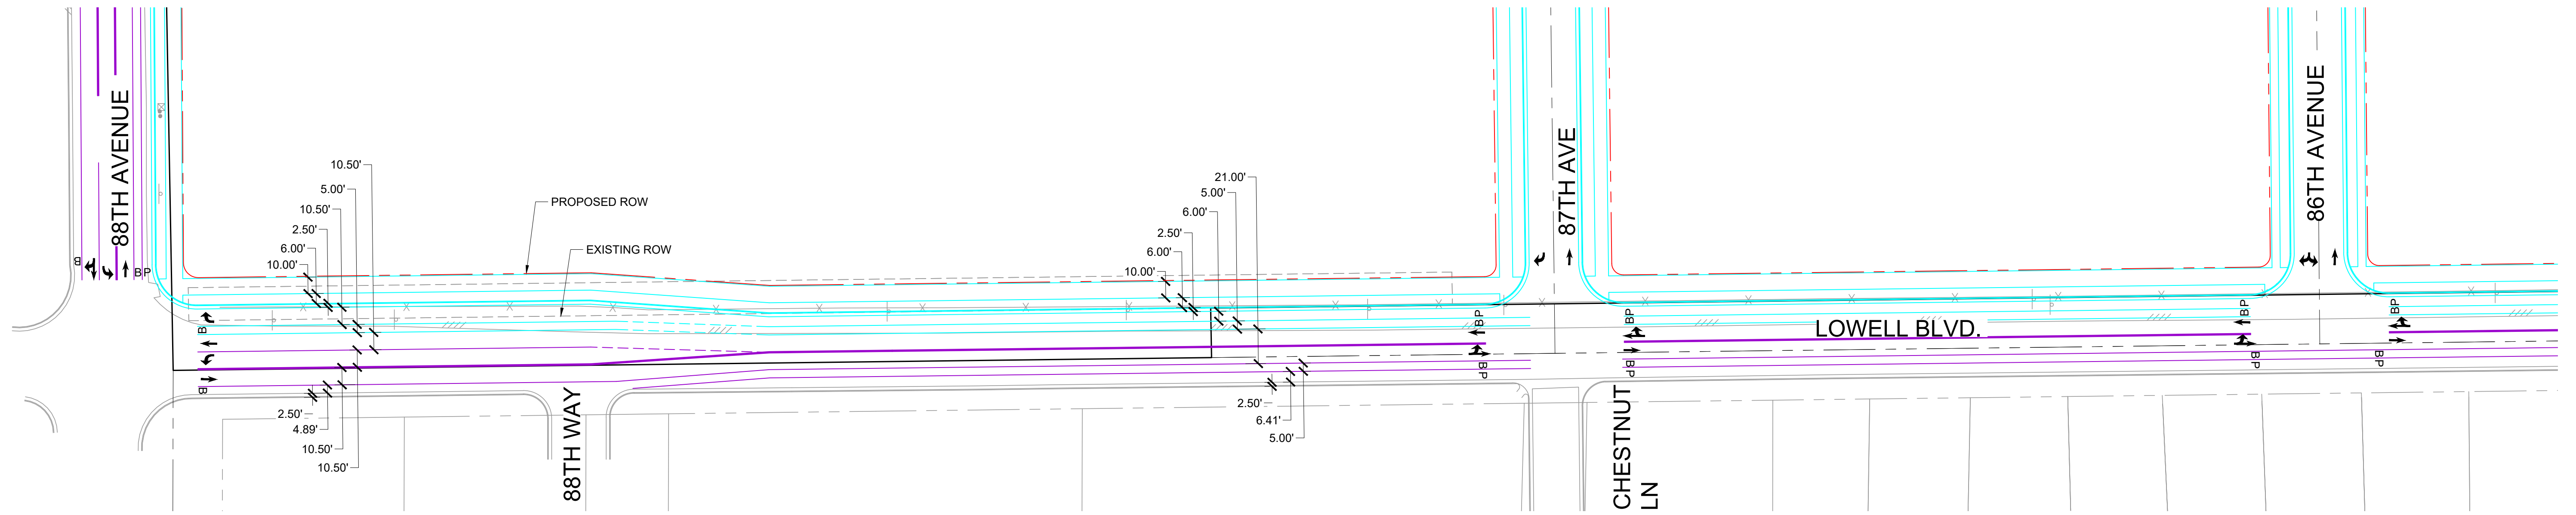 88TH AVENUE
B
B P
10.50'
5.00'
10.50'
2.50'
6.00'
10.00'
PROPOSED ROW
EXISTING ROW
21.00'
5.00'
6.00'
2.50'
6.00'
10.00'
87TH AVE
86TH AVENUE
B
B
BP
BP
BP
BP
LOWELL BLVD.
BP
BP
BP
BP
2.50'
4.89'
10.50'
10.50'
88TH WAY
2.50'
6.41'
5.00'
CHESTNUT
LN